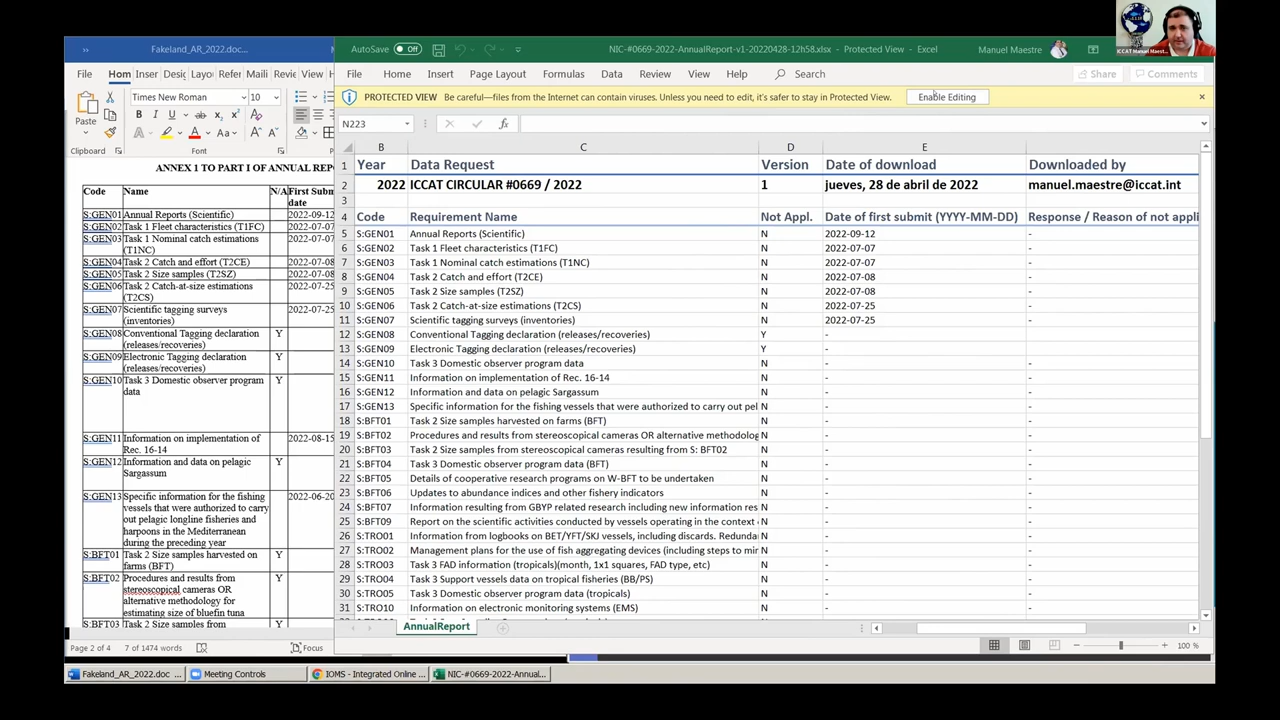 ICCAT Manuel Maest...
Fakeland_AR_2022.doc...
File Hom Inser Desi Layo Refer Maili Revie View H
Times New Roman 10
Paste
B I U
Aa A A
Clipboard Font
ANNEX 1 TO PART I OF ANNUAL REP
Code Name N/A First Subm
date
S:GEN01 Annual Reports (Scientific) 2022-09-12
S:GEN02 Task 1 Fleet characteristics (T1FC) 2022-07-07
S:GEN03 Task 1 Nominal catch estimations 2022-07-07
(T1NC)
S:GEN04 Task 2 Catch and effort (T2CE) 2022-07-08
S:GEN05 Task 2 Size samples (T2SZ) 2022-07-08
S:GEN06 Task 2 Catch-at-size estimations 2022-07-25
(T2CS)
S:GEN07 Scientific tagging surveys 2022-07-25
(inventories)
S:GEN08 Conventional Tagging declaration Y
(releases/recoveries)
S:GEN09 Electronic Tagging declaration Y
(releases/recoveries)
S:GEN10 Task 3 Domestic observer program Y
data
S:GEN11 Information on implementation of 2022-08-15
Rec. 16-14
S:GEN12 Information and data on pelagic Y
Sargassum
S:GEN13 Specific information for the fishing 2022-06-20
vessels that were authorized to carry
out pelagic longline fisheries and
harpoons in the Mediterranean
during the preceding year
S:BFT01 Task 2 Size samples harvested on Y
farms (BFT)
S:BFT02 Procedures and results from Y
stereoscopical cameras OR
alternative methodology for
estimating size of bluefin tuna
S:BFT03 Task 2 Size samples from Y
Page 2 of 4 7 of 1474 words Focus
AutoSave Off NIC-#0669-2022-AnnualReport-v1-20220428-12h58.xlsx - Protected View - Excel Manuel Maestre
File Home Insert Page Layout Formulas Data Review View Help Search Share Comments
PROTECTED VIEW Be careful—files from the Internet can contain viruses. Unless you need to edit, it's safer to stay in Protected View. Enable Editing
N223 fx
B C D E
1 Year Data Request Version Date of download Downloaded by
2 2022 ICCAT CIRCULAR #0669 / 2022 1 jueves, 28 de abril de 2022 manuel.maestre@iccat.int
3
4 Code Requirement Name Not Appl. Date of first submit (YYYY-MM-DD) Response / Reason of not appli
5 S:GEN01 Annual Reports (Scientific) N 2022-09-12 -
6 S:GEN02 Task 1 Fleet characteristics (T1FC) N 2022-07-07 -
7 S:GEN03 Task 1 Nominal catch estimations (T1NC) N 2022-07-07 -
8 S:GEN04 Task 2 Catch and effort (T2CE) N 2022-07-08 -
9 S:GEN05 Task 2 Size samples (T2SZ) N 2022-07-08 -
10 S:GEN06 Task 2 Catch-at-size estimations (T2CS) N 2022-07-25 -
11 S:GEN07 Scientific tagging surveys (inventories) N 2022-07-25 -
12 S:GEN08 Conventional Tagging declaration (releases/recoveries) Y -
13 S:GEN09 Electronic Tagging declaration (releases/recoveries) Y -
14 S:GEN10 Task 3 Domestic observer program data N - -
15 S:GEN11 Information on implementation of Rec. 16-14 N - -
16 S:GEN12 Information and data on pelagic Sargassum N - -
17 S:GEN13 Specific information for the fishing vessels that were authorized to carry out pel N - -
18 S:BFT01 Task 2 Size samples harvested on farms (BFT) N - -
19 S:BFT02 Procedures and results from stereoscopical cameras OR alternative methodolog N - -
20 S:BFT03 Task 2 Size samples from stereoscopical cameras resulting from S: BFT02 N - -
21 S:BFT04 Task 3 Domestic observer program data (BFT) N - -
22 S:BFT05 Details of cooperative research programs on W-BFT to be undertaken N - -
23 S:BFT06 Updates to abundance indices and other fishery indicators N - -
24 S:BFT07 Information resulting from GBYP related research including new information res N - -
25 S:BFT09 Report on the scientific activities conducted by vessels operating in the context N - -
26 S:TRO01 Information from logbooks on BET/YFT/SKJ vessels, including discards. Redunda N - -
27 S:TRO02 Management plans for the use of fish aggregating devices (including steps to mir N - -
28 S:TRO03 Task 3 FAD information (tropicals)(month, 1x1 squares, FAD type, etc) N - -
29 S:TRO04 Task 3 Support vessels data on tropical fisheries (BB/PS) N - -
30 S:TRO05 Task 3 Domestic observer program data (tropicals) N - -
31 S:TRO10 Information on electronic monitoring systems (EMS) N - -
AnnualReport
100 %
Fakeland_AR_2022.doc ... Meeting Controls IOMS - Integrated Online ... NIC-#0669-2022-Annual...